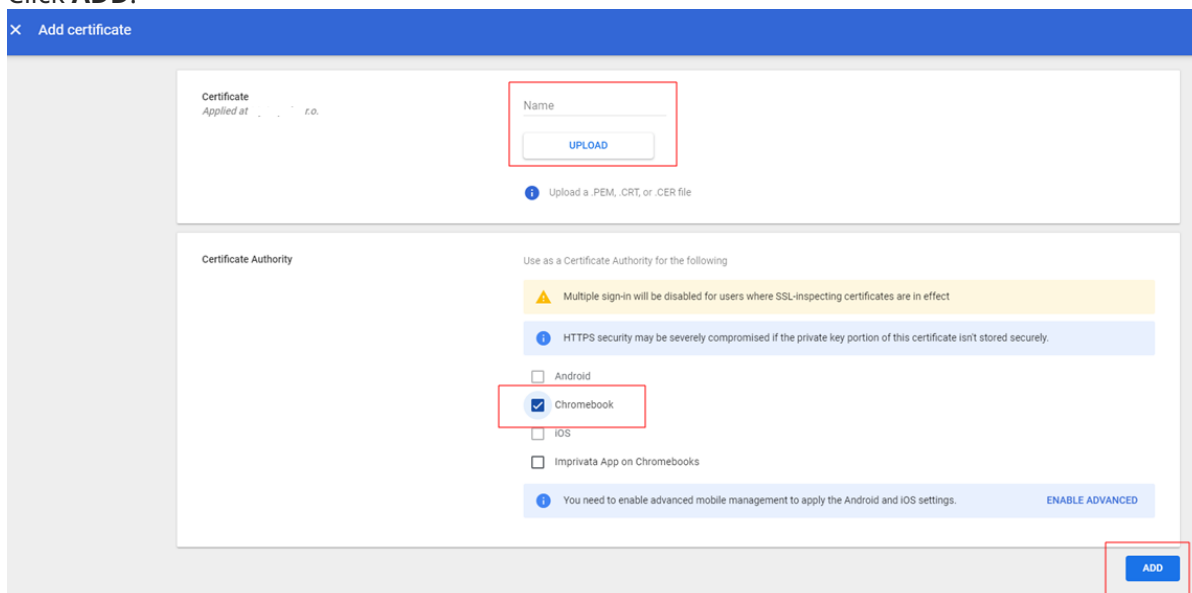 Click ADD.
Add certificate
Certificate
Applied at r.o.
Name
UPLOAD
Upload a .PEM, .CRT, or .CER file
Certificate Authority
Use as a Certificate Authority for the following
Multiple sign-in will be disabled for users where SSL-inspecting certificates are in effect
HTTPS security may be severely compromised if the private key portion of this certificate isn't stored securely.
Android
Chromebook
iOS
Imprivata App on Chromebooks
You need to enable advanced mobile management to apply the Android and iOS settings.
ENABLE ADVANCED
ADD